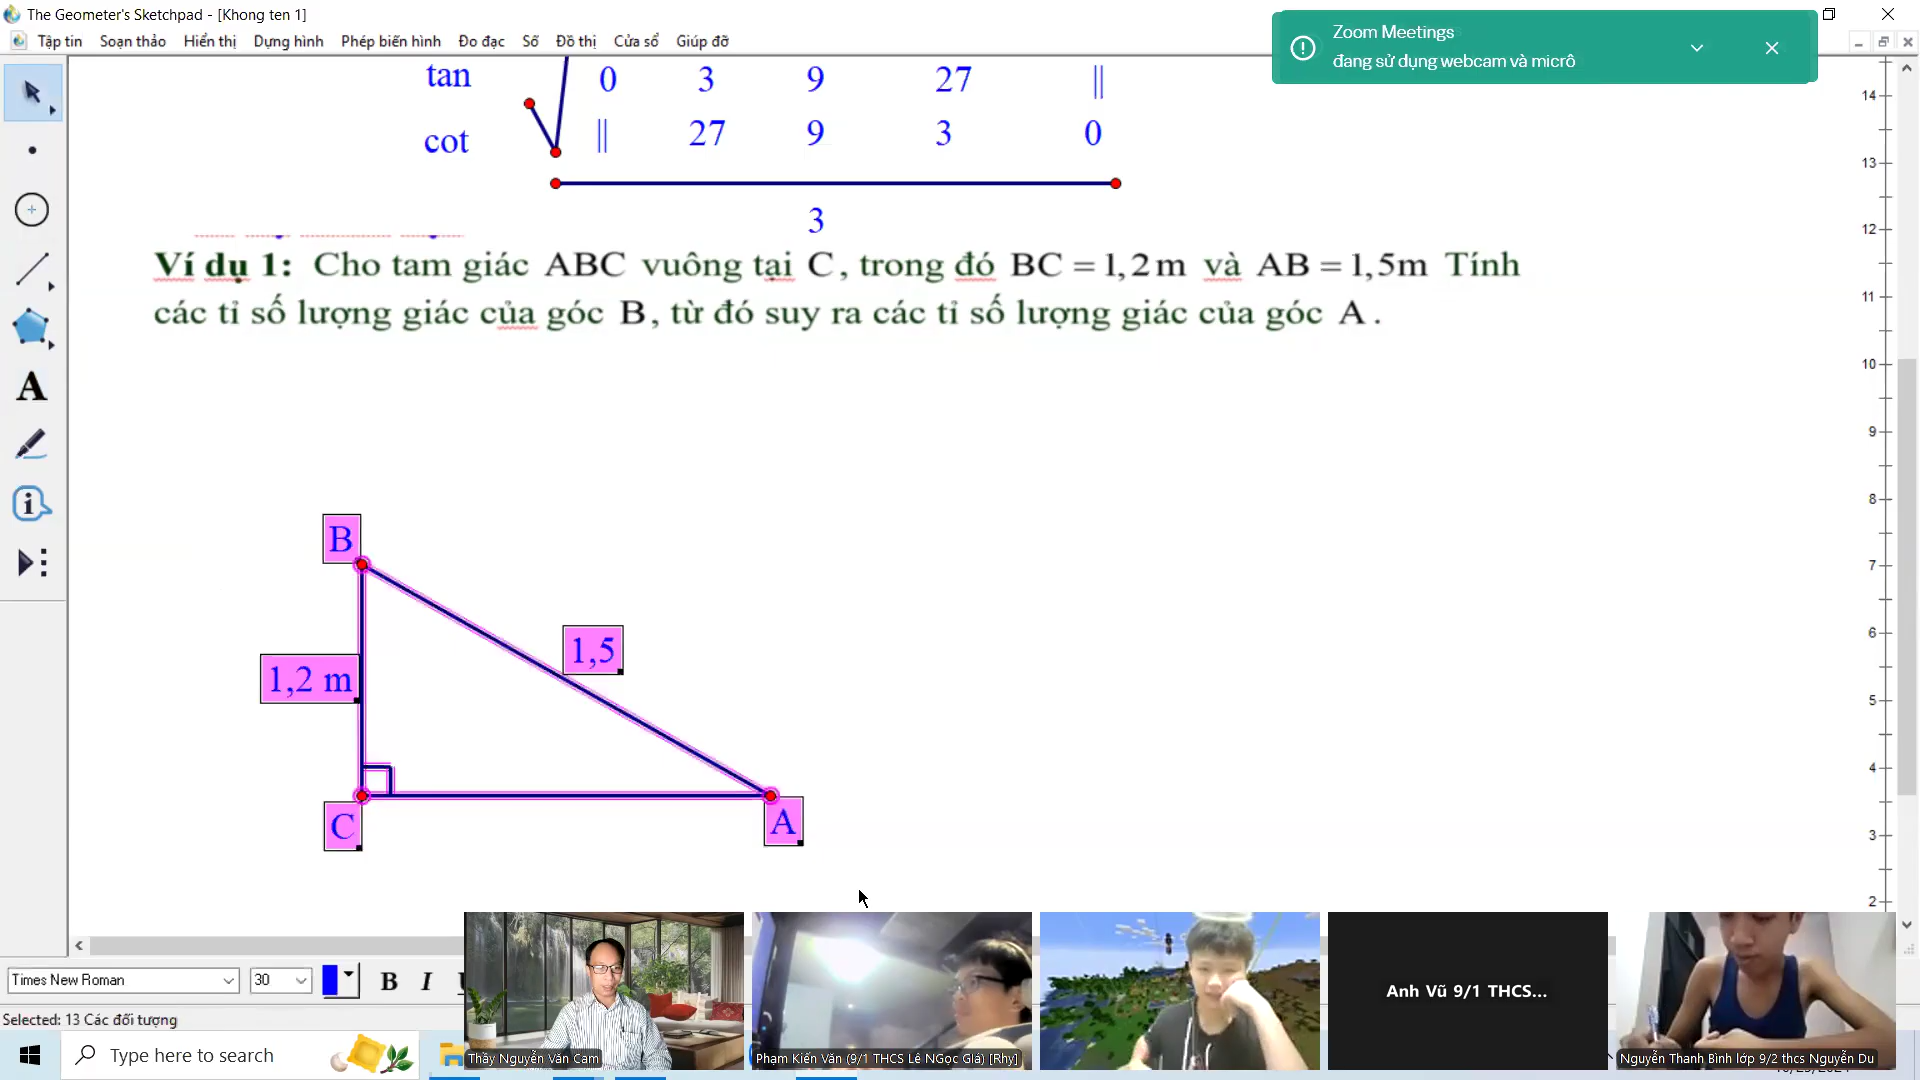 The Geometer's Sketchpad - [Khong ten 1]
Zoom Meetings
đang sử dụng webcam và micrô
Tập tin Soạn thảo Hiển thị Dựng hình Phép biến hình Đo đạc Số Đồ thị Cửa sổ Giúp đỡ
tan 0 3 9 27 ||
cot || 27 9 3 0
3
Ví dụ 1: Cho tam giác ABC vuông tại C, trong đó BC = 1,2m và AB = 1,5m Tính
các tỉ số lượng giác của góc B, từ đó suy ra các tỉ số lượng giác của góc A.
14
13
12
11
10
9
8
7
6
5
4
3
2
A
B
1,5
1,2 m
C
A
Times New Roman 30 B I
Selected: 13 Các đối tượng
Anh Vũ 9/1 THCS...
Thầy Nguyễn Văn Cam
Phạm Kiến Văn (9/1 THCS Lê NGọc Giá) [Rhy]
Nguyễn Thanh Bình lớp 9/2 thcs Nguyễn Du
Type here to search